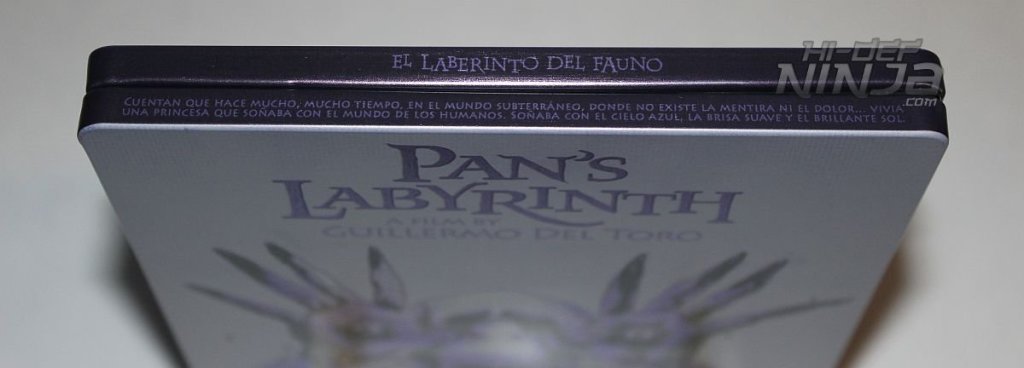 HI-DEF
NINJA
.com
EL LABERINTO DEL FAUNO
CUENTAN QUE HACE MUCHO, MUCHO TIEMPO, EN EL MUNDO SUBTERRÁNEO, DONDE NO EXISTE LA MENTIRA NI EL DOLOR... VIVIA
UNA PRINCESA QUE SOÑABA CON EL MUNDO DE LOS HUMANOS. SOÑABA CON EL CIELO AZUL, LA BRISA SUAVE Y EL BRILLANTE SOL.
PAN'S
LABYRINTH
A FILM BY
GUILLERMO DEL TORO